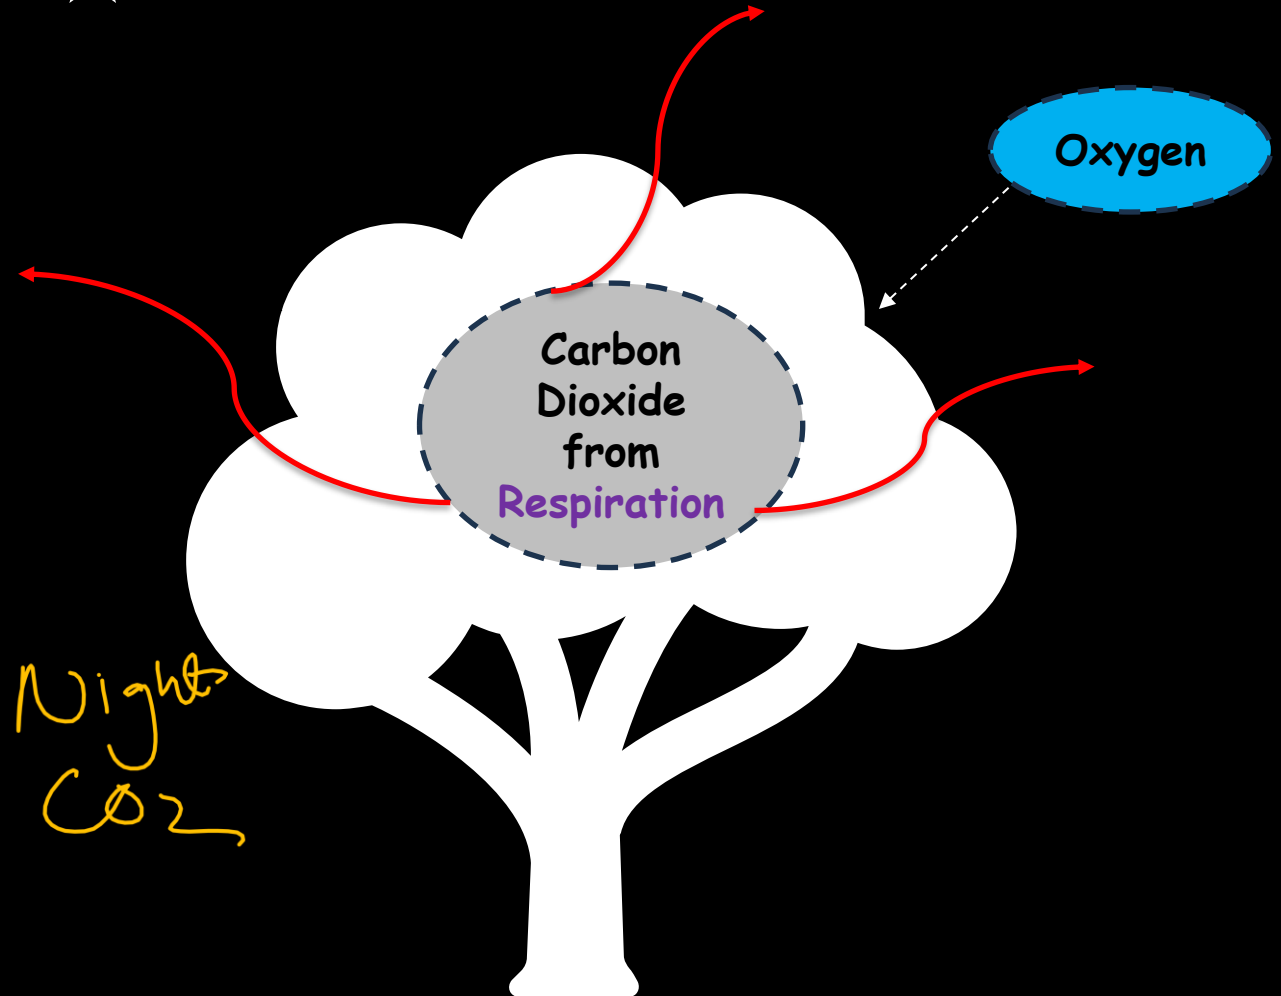 Oxygen
Carbon
Dioxide
from
Respiration
Night
CO2